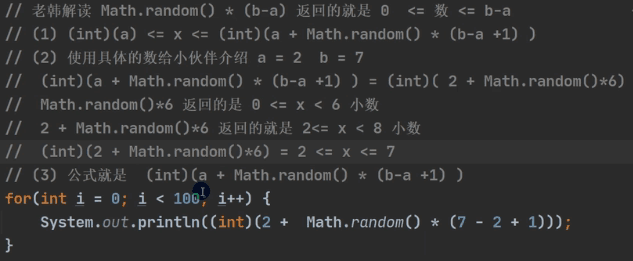 // 老韩解读 Math.random() * (b-a) 返回的就是 0  <= 数 <= b-a
// (1) (int)(a) <= x <= (int)(a + Math.random() * (b-a +1) )
// (2) 使用具体的数给小伙伴介绍 a = 2  b = 7
//  (int)(a + Math.random() * (b-a +1) ) = (int)( 2 + Math.random()*6)
//  Math.random()*6 返回的是 0 <= x < 6 小数
//  2 + Math.random()*6 返回的就是 2<= x < 8 小数
//  (int)(2 + Math.random()*6) = 2 <= x <= 7
// (3) 公式就是  (int)(a + Math.random() * (b-a +1) )
for(int i = 0; i < 100; i++) {
    System.out.println((int)(2 +  Math.random() * (7 - 2 + 1)));
}